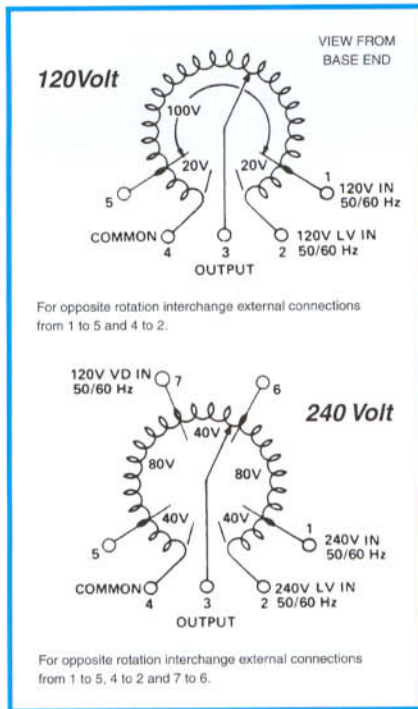 VIEW FROM
BASE END
120Volt
100V
20V
20V
1
120V IN
50/60 Hz
5
COMMON
4
3
2
120V LV IN
50/60 Hz
OUTPUT
For opposite rotation interchange external connections
from 1 to 5 and 4 to 2.
120V VD IN
50/60 Hz
7
6
240 Volt
40V
80V
80V
40V
40V
1
240V IN
50/60 Hz
5
COMMON
4
3
2
240V LV IN
50/60 Hz
OUTPUT
For opposite rotation interchange external connections
from 1 to 5, 4 to 2 and 7 to 6.